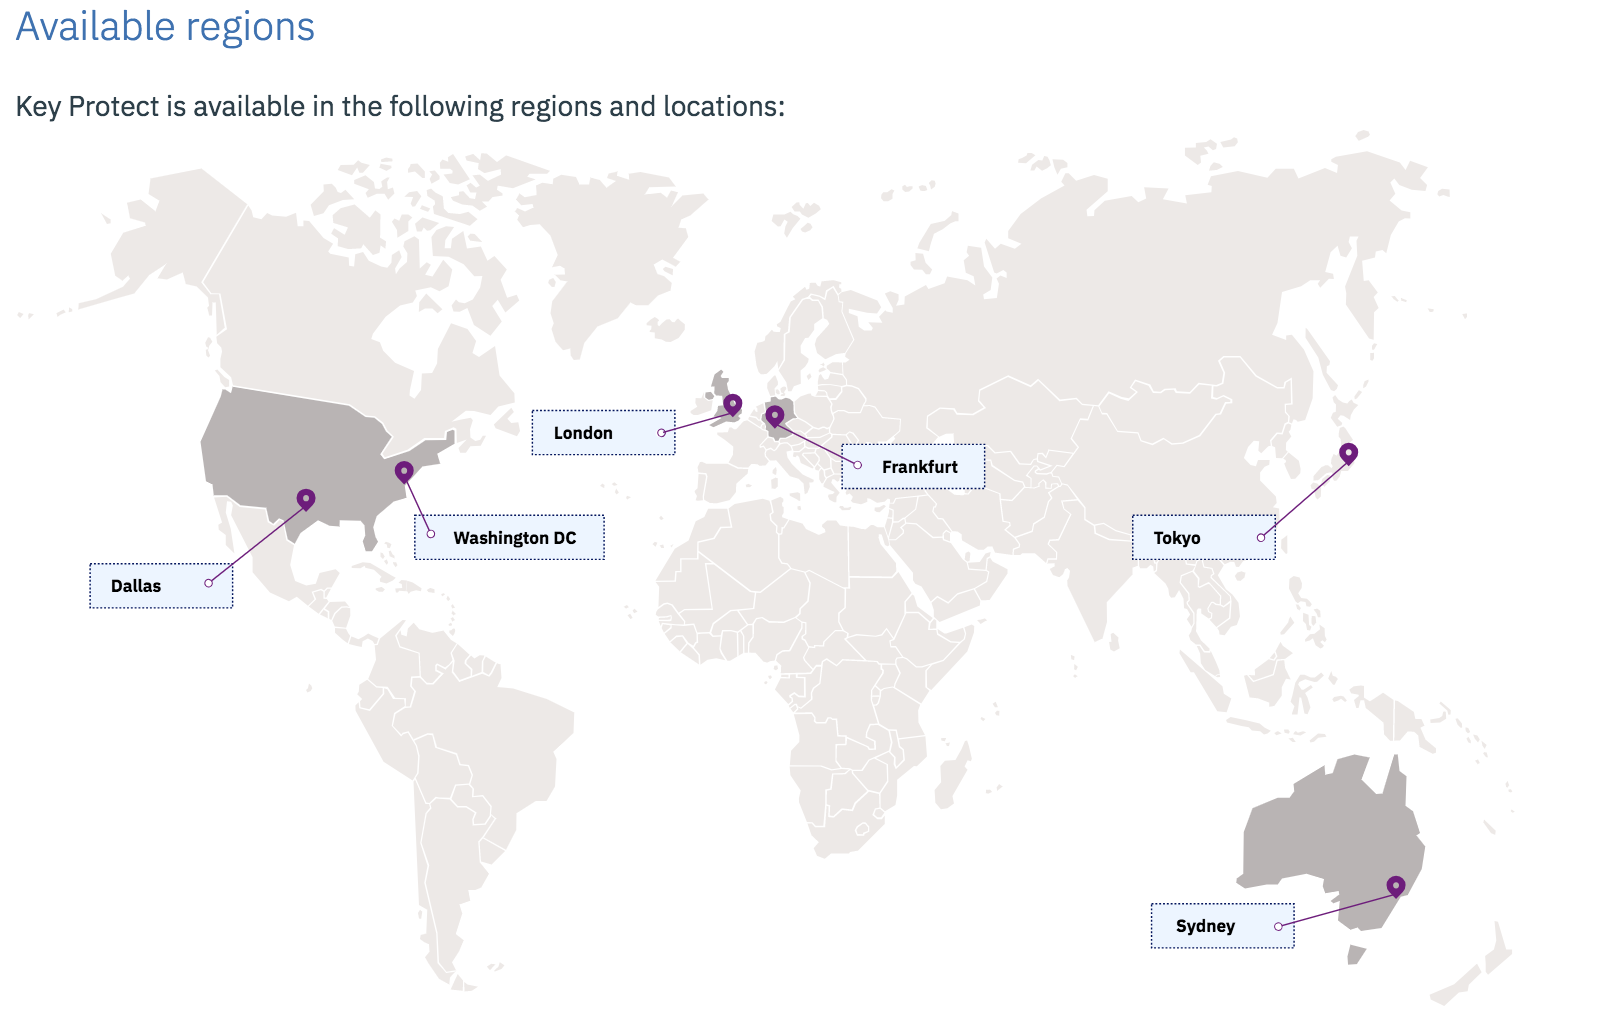 Available regions
Key Protect is available in the following regions and locations:
London
Frankfurt
Washington DC
Tokyo
Dallas
Sydney